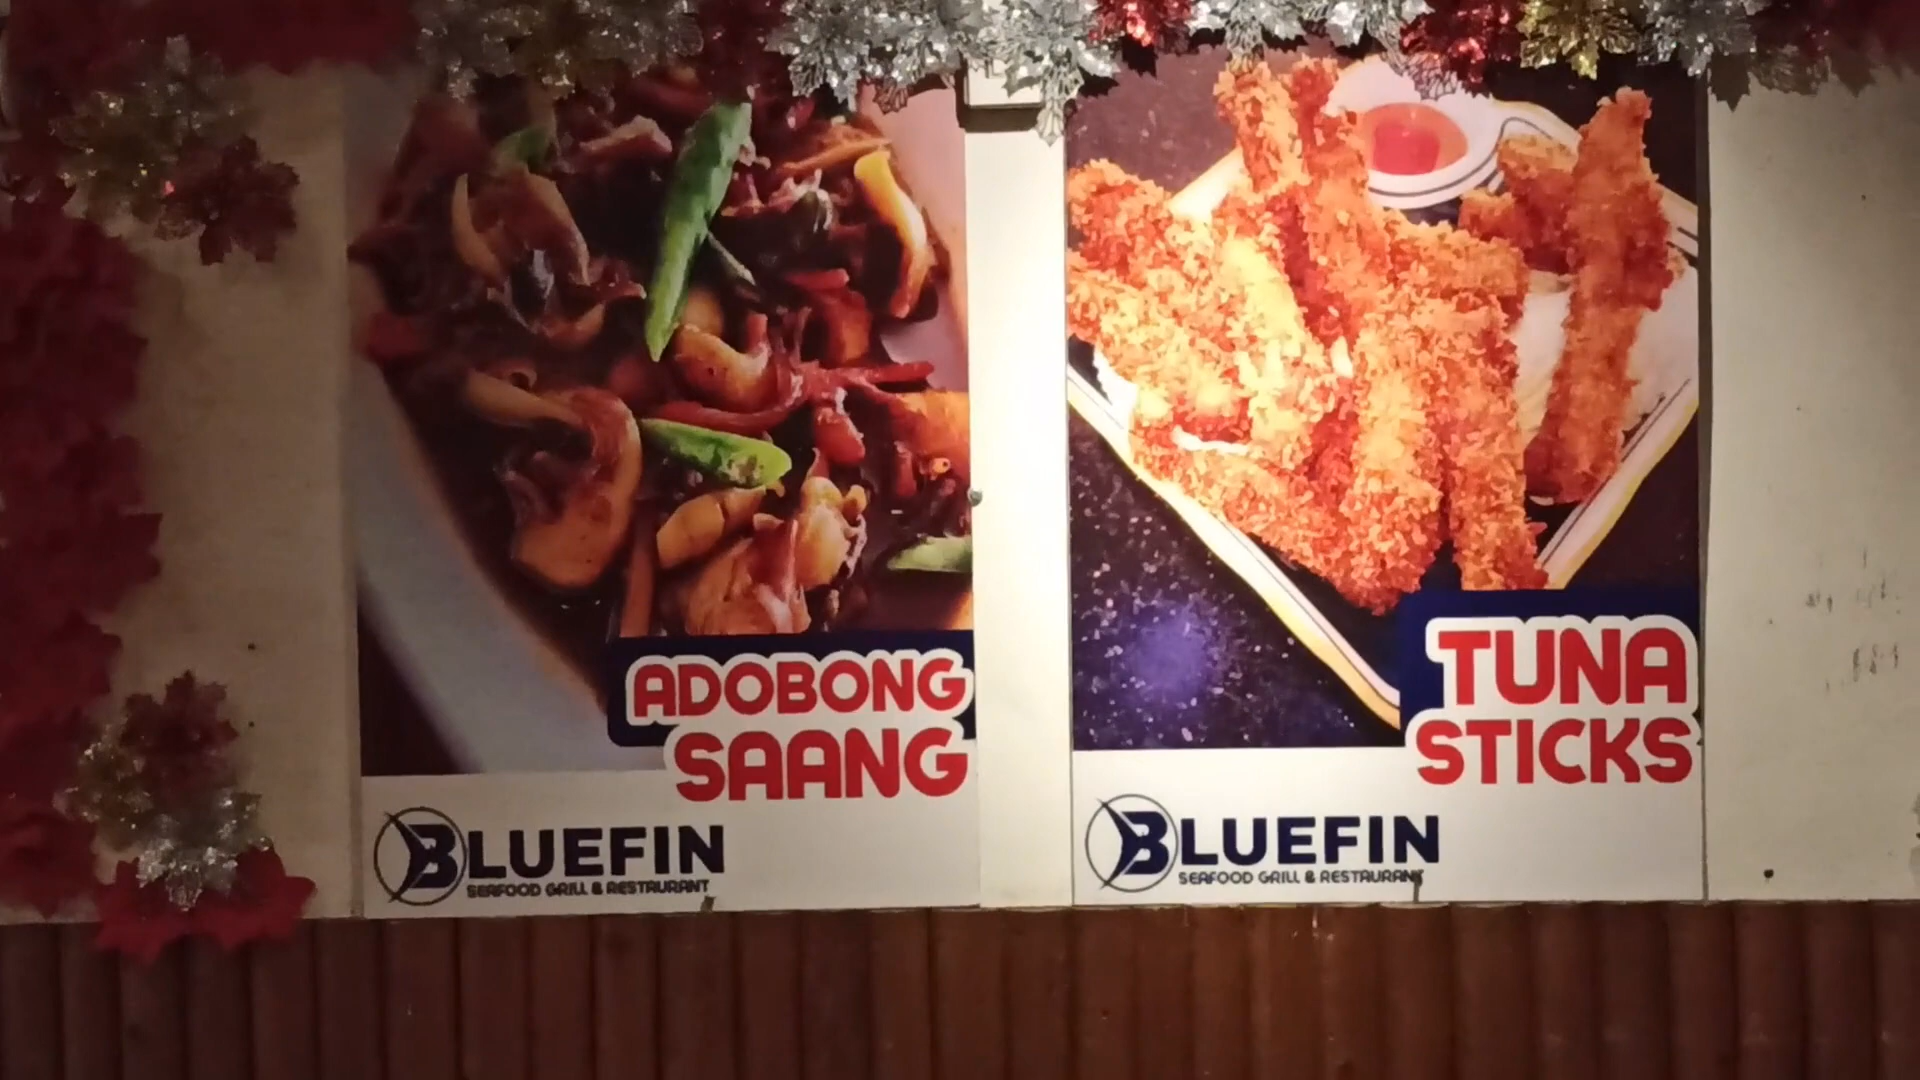 ADOBONG
SAANG
BLUEFIN
SEAFOOD GRILL & RESTAURANT
TUNA
STICKS
BLUEFIN
SEAFOOD GRILL & RESTAURANT